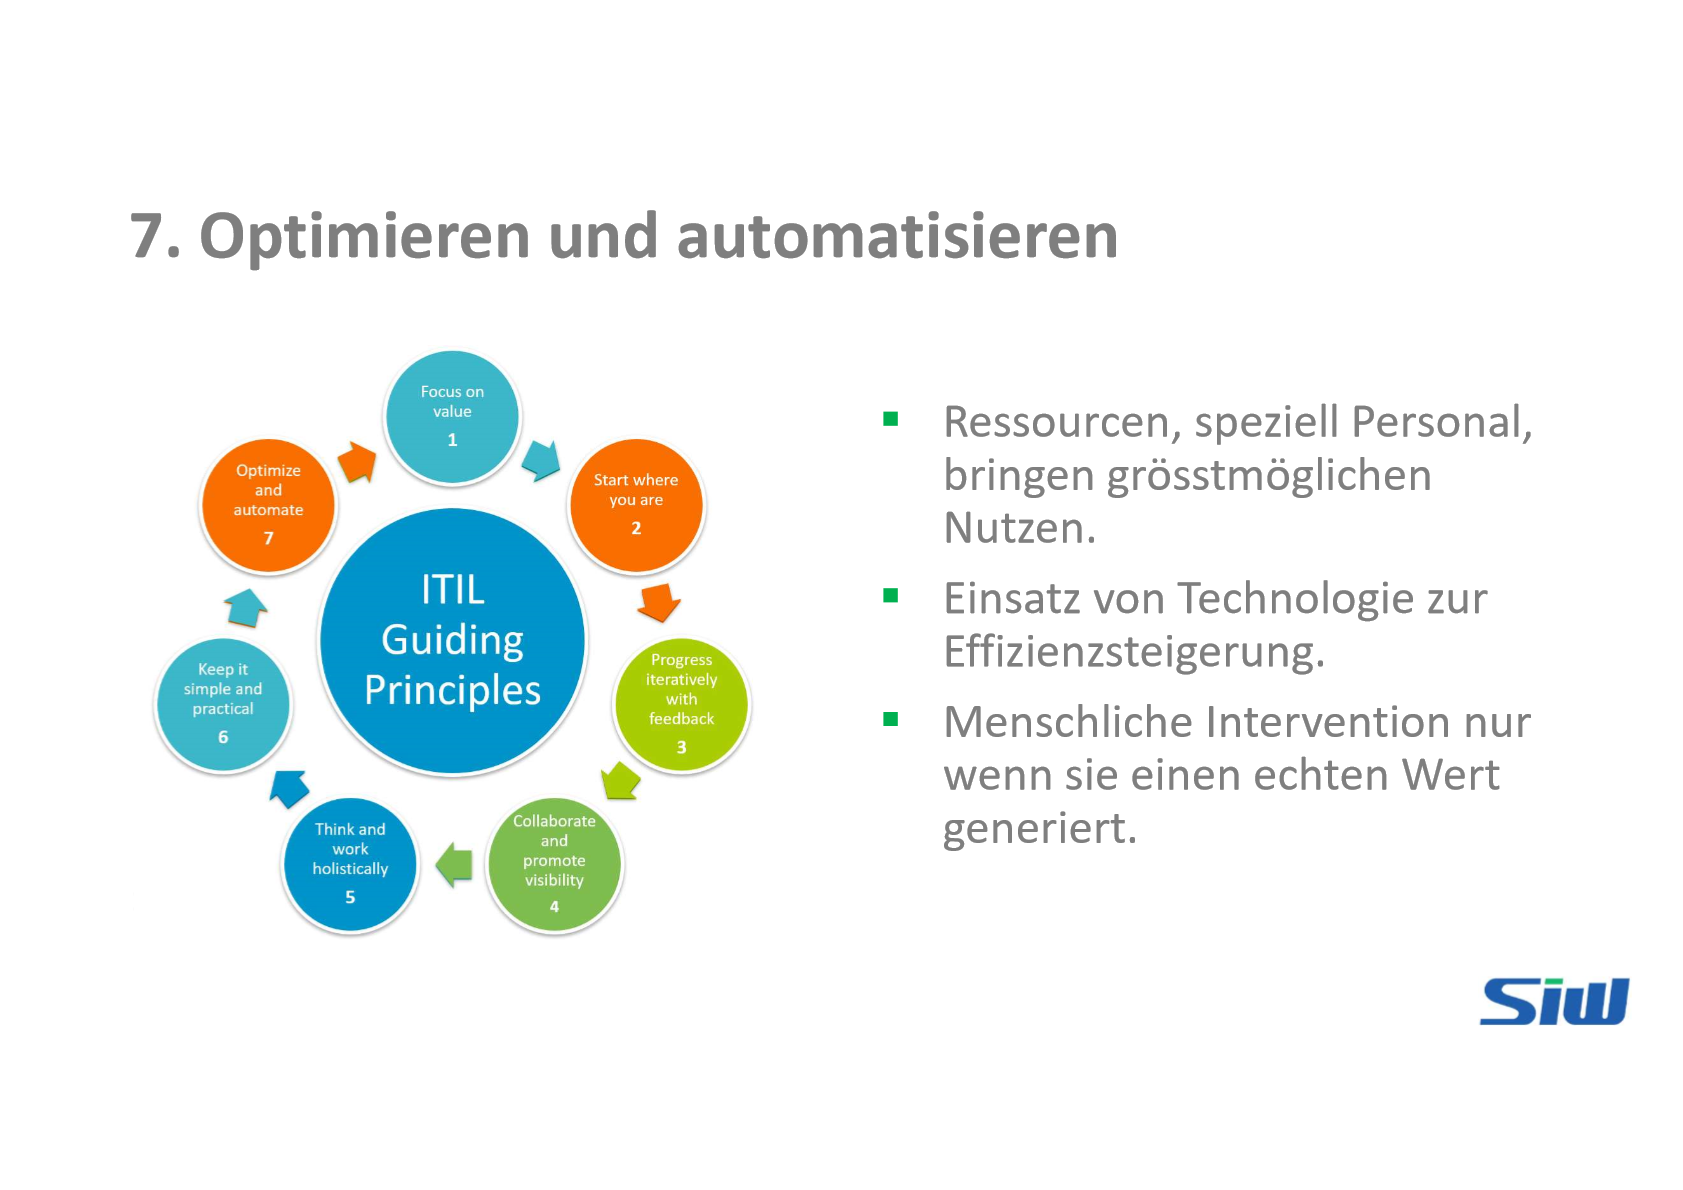 7. Optimieren und automatisieren
Focus on
value
1
Start where
you are
2
Progress
iteratively
with
feedback
3
Collaborate
and
promote
visibility
4
Think and
work
holistically
5
Keep it
simple and
practical
6
Optimize
and
automate
7
ITIL
Guiding
Principles
Ressourcen, speziell Personal,
bringen grösstmöglichen
Nutzen.
Einsatz von Technologie zur
Effizienzsteigerung.
Menschliche Intervention nur
wenn sie einen echten Wert
generiert.
Siw